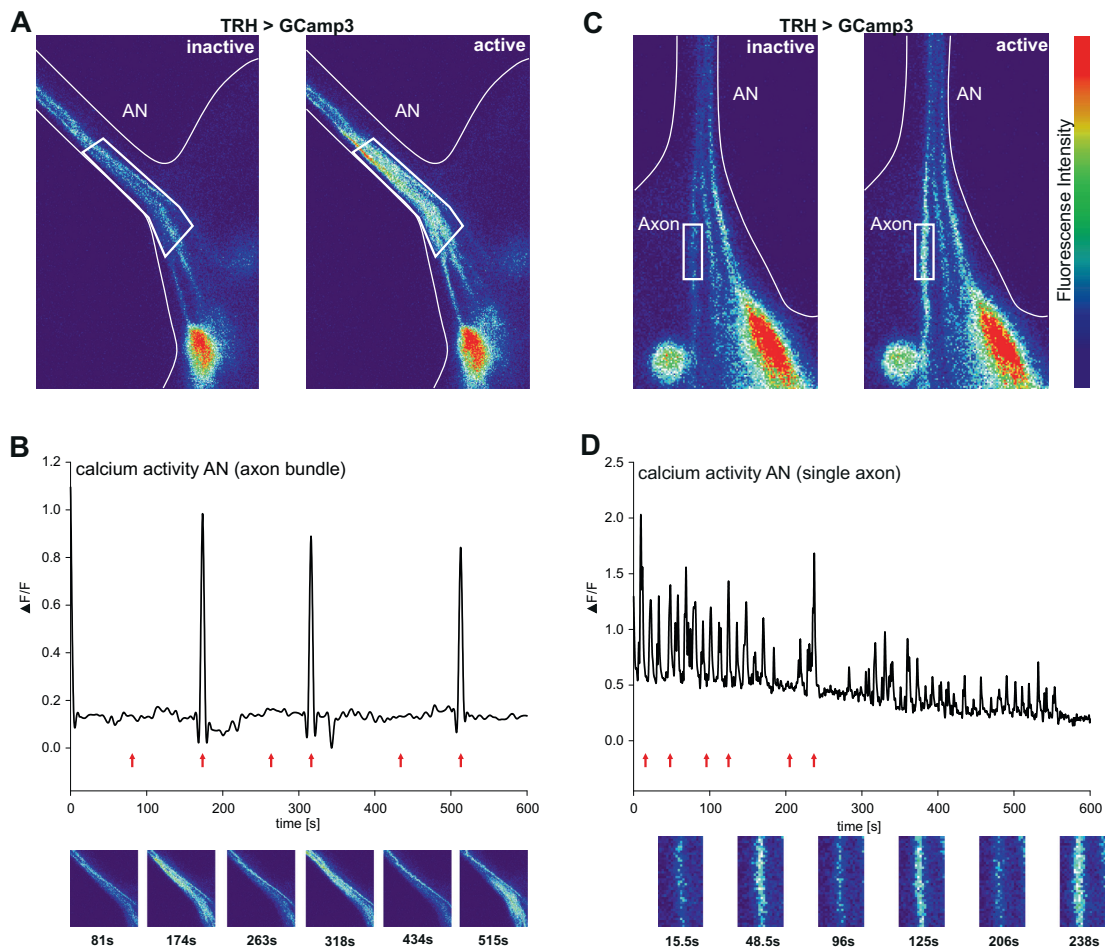 A
TRH > GCamp3
inactive
active
AN
AN
C
TRH > GCamp3
inactive
active
AN
AN
Axon
Axon
Fluorescense Intensity
B
calcium activity AN (axon bundle)
▲F/F
1.2
1.0
0.8
0.6
0.4
0.2
0.0
0 100 200 300 400 500 600
time [s]
81s 174s 263s 318s 434s 515s
D
calcium activity AN (single axon)
▲F/F
2.5
2.0
1.5
1.0
0.5
0.0
0 100 200 300 400 500 600
time [s]
15.5s 48.5s 96s 125s 206s 238s